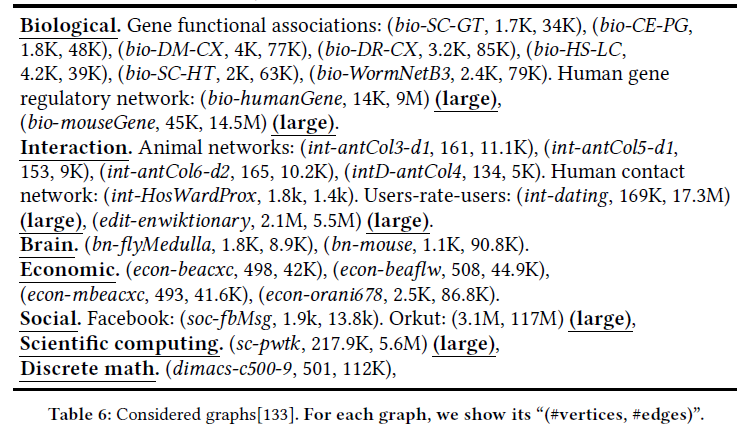 Biological. Gene functional associations: (bio-SC-GT, 1.7K, 34K), (bio-CE-PG,
1.8K, 48K), (bio-DM-CX, 4K, 77K), (bio-DR-CX, 3.2K, 85K), (bio-HS-LC,
4.2K, 39K), (bio-SC-HT, 2K, 63K), (bio-WormNetB3, 2.4K, 79K). Human gene
regulatory network: (bio-humanGene, 14K, 9M) (large),
(bio-mouseGene, 45K, 14.5M) (large).
Interaction. Animal networks: (int-antCol3-d1, 161, 11.1K), (int-antCol5-d1,
153, 9K), (int-antCol6-d2, 165, 10.2K), (intD-antCol4, 134, 5K). Human contact
network: (int-HosWardProx, 1.8k, 1.4k). Users-rate-users: (int-dating, 169K, 17.3M)
(large), (edit-enwiktionary, 2.1M, 5.5M) (large).
Brain. (bn-flyMedulla, 1.8K, 8.9K), (bn-mouse, 1.1K, 90.8K).
Economic. (econ-beacxc, 498, 42K), (econ-beaflw, 508, 44.9K),
(econ-mbeacxc, 493, 41.6K), (econ-orani678, 2.5K, 86.8K).
Social. Facebook: (soc-fbMsg, 1.9k, 13.8k). Orkut: (3.1M, 117M) (large),
Scientific computing. (sc-pwtk, 217.9K, 5.6M) (large),
Discrete math. (dimacs-c500-9, 501, 112K),
Table 6: Considered graphs[133]. For each graph, we show its “(#vertices, #edges)”.